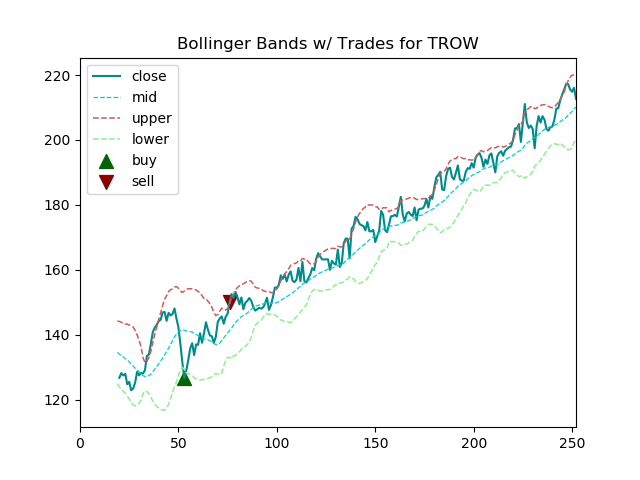 Bollinger Bands w/ Trades for TROW
close
mid
upper
lower
buy
sell
220
200
180
160
140
120
0 50 100 150 200 250